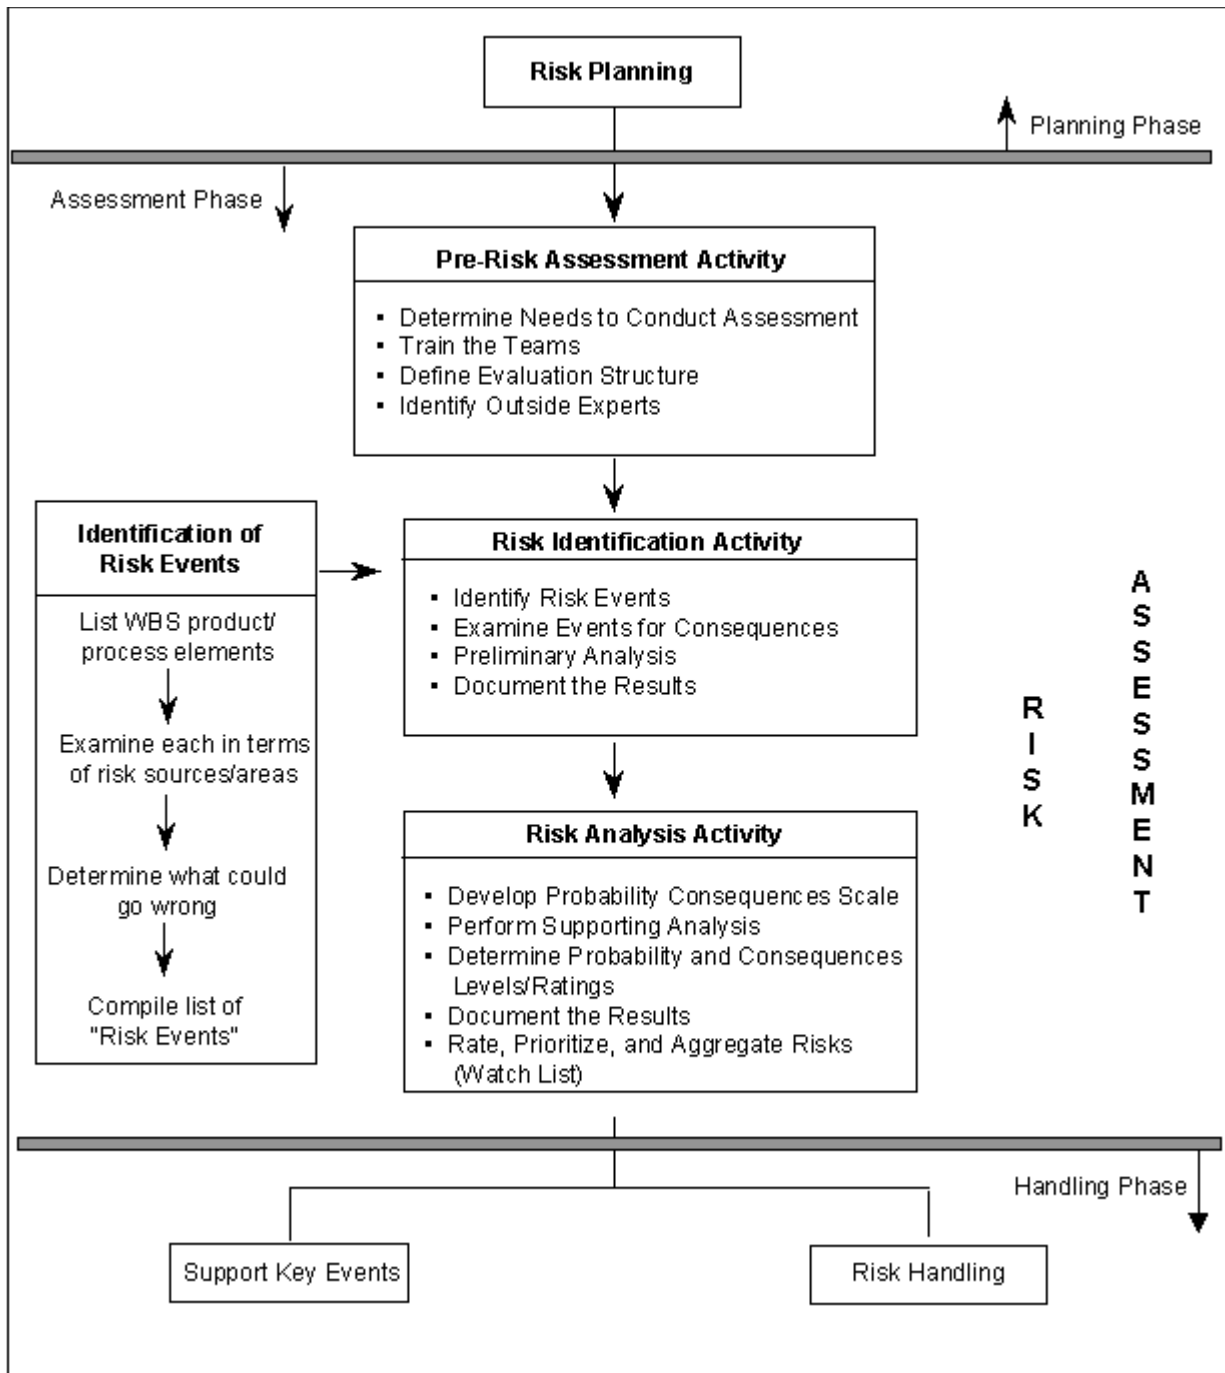 Risk Planning
Planning Phase
Assessment Phase
Pre-Risk Assessment Activity
▪ Determine Needs to Conduct Assessment
▪ Train the Teams
▪ Define Evaluation Structure
▪ Identify Outside Experts
Identification of
Risk Events
List WBS product/
process elements
Examine each in terms
of risk sources/areas
Determine what could
go wrong
Compile list of
"Risk Events"
Risk Identification Activity
▪ Identify Risk Events
▪ Examine Events for Consequences
▪ Preliminary Analysis
▪ Document the Results
Risk Analysis Activity
▪ Develop Probability Consequences Scale
▪ Perform Supporting Analysis
▪ Determine Probability and Consequences
Levels/Ratings
▪ Document the Results
▪ Rate, Prioritize, and Aggregate Risks
(Watch List)
RISK
ASSESSMENT
Handling Phase
Support Key Events
Risk Handling